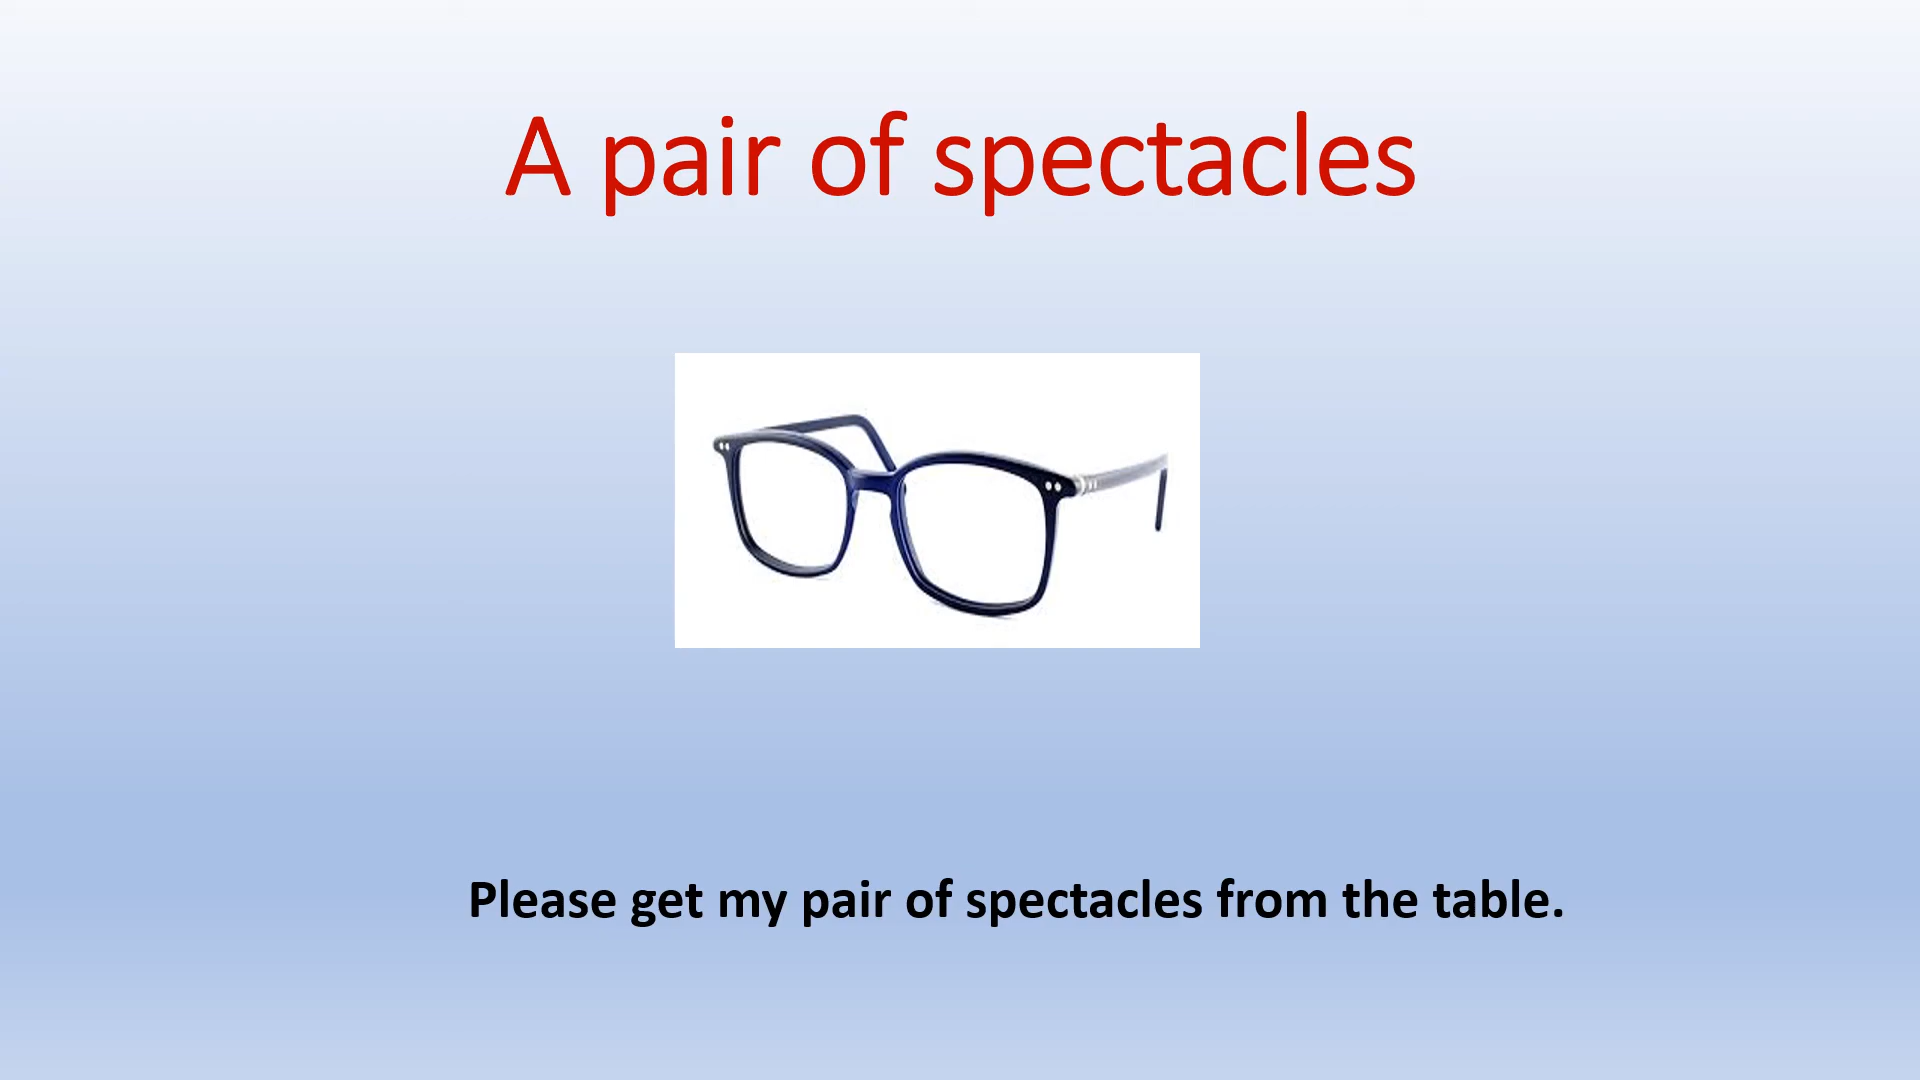 A pair of spectacles
Please get my pair of spectacles from the table.